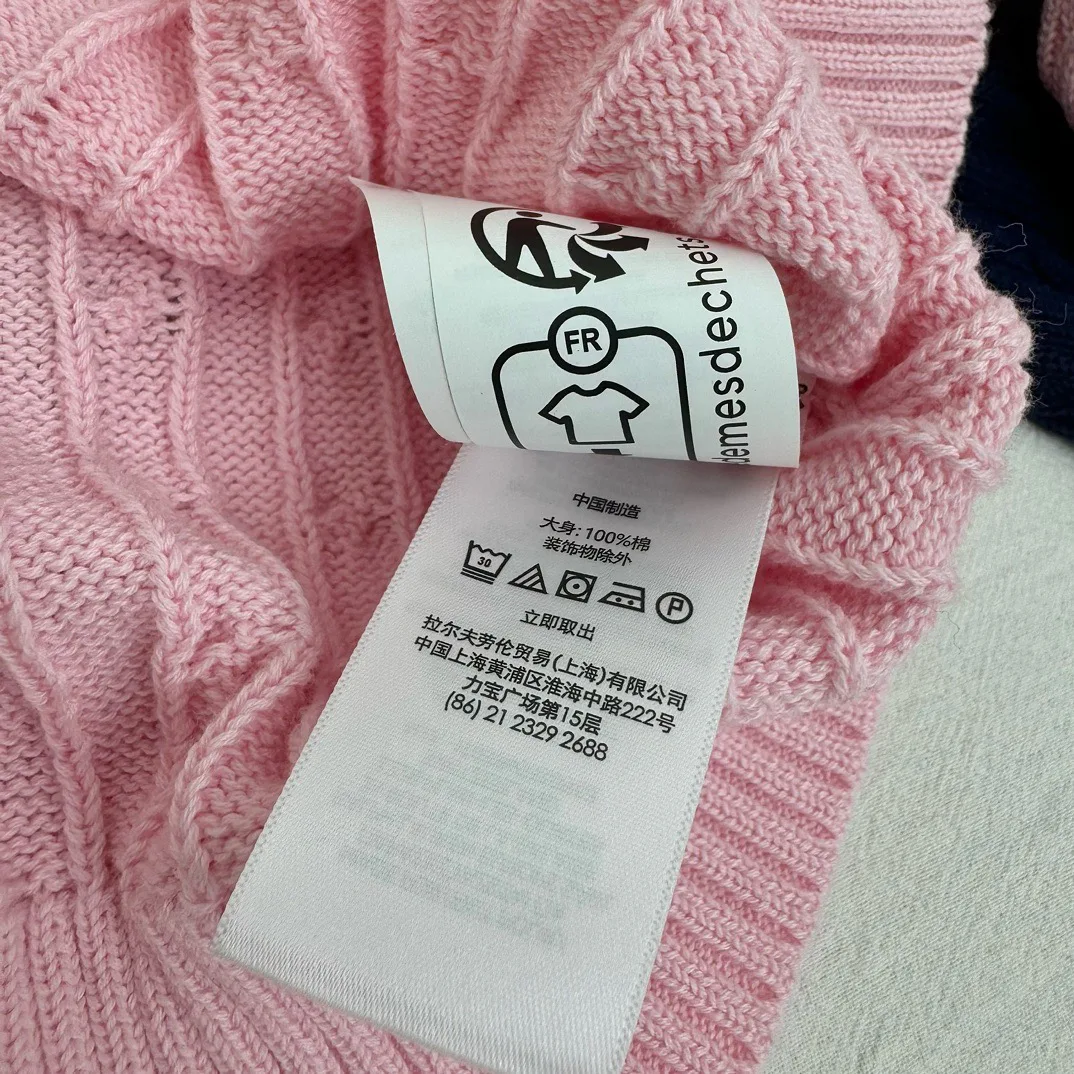 FR
demesdechets
中国制造
大身: 100%棉
装饰物除外
30
P
立即取出
拉尔夫劳伦贸易(上海)有限公司
中国上海黄浦区淮海中路222号
力宝广场第15层
(86) 21 2329 2688